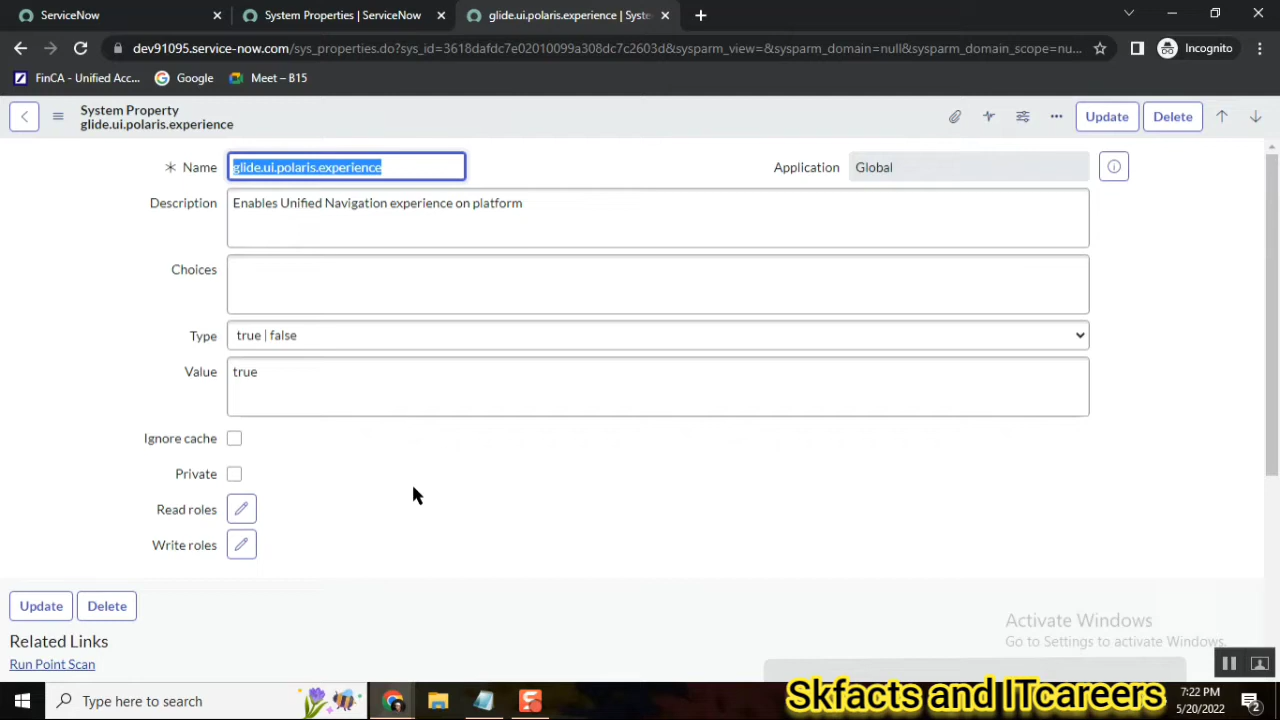 ServiceNow
System Properties | ServiceNow
glide.ui.polaris.experience | Syste
dev91095.service-now.com/sys_properties.do?sys_id=3618dafdc7e02010099a308dc7c2603d&sysparm_view=&sysparm_domain=null&sysparm_domain_scope=nu...
Incognito
FinCA - Unified Acc...
Google
Meet – B15
System Property
glide.ui.polaris.experience
Update
Delete
Name
glide.ui.polaris.experience
Application
Global
Description
Enables Unified Navigation experience on platform
Choices
Type
true | false
Value
true
Ignore cache
Private
Read roles
Write roles
Update
Delete
Related Links
Run Point Scan
Activate Windows
Go to Settings to activate Windows.
Type here to search
Skfacts and ITcareers
7:22 PM
5/20/2022
2